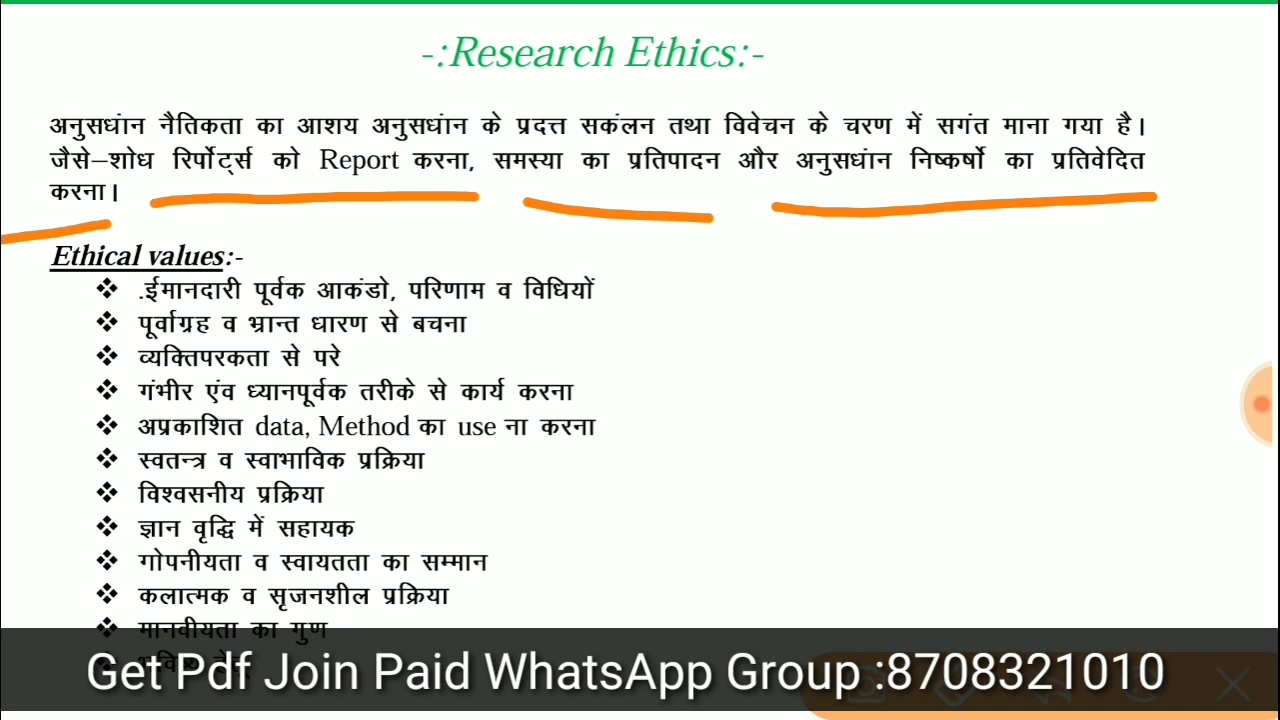 -:Research Ethics:-
अनुसधांन नैतिकता का आशय अनुसधांन के प्रदत्त सकंलन तथा विवेचन के चरण में सगंत माना गया है।
जैसे–शोध रिर्पोट्र्स को Report करना, समस्या का प्रतिपादन और अनुसधांन निष्कर्षो का प्रतिवेदित
करना।
Ethical values:-
❖ .ईमानदारी पूर्वक आकंडो, परिणाम व विधियों
❖ पूर्वाग्रह व भ्रान्त धारण से बचना
❖ व्यक्तिपरकता से परे
❖ गंभीर एंव ध्यानपूर्वक तरीके से कार्य करना
❖ अप्रकाशित data, Method का use ना करना
❖ स्वतन्त्र व स्वाभाविक प्रक्रिया
❖ विश्वसनीय प्रक्रिया
❖ ज्ञान वृद्धि में सहायक
❖ गोपनीयता व स्वायतता का सम्मान
❖ कलात्मक व सृजनशील प्रक्रिया
❖ मानवीयता का गुण
Get Pdf Join Paid WhatsApp Group :8708321010